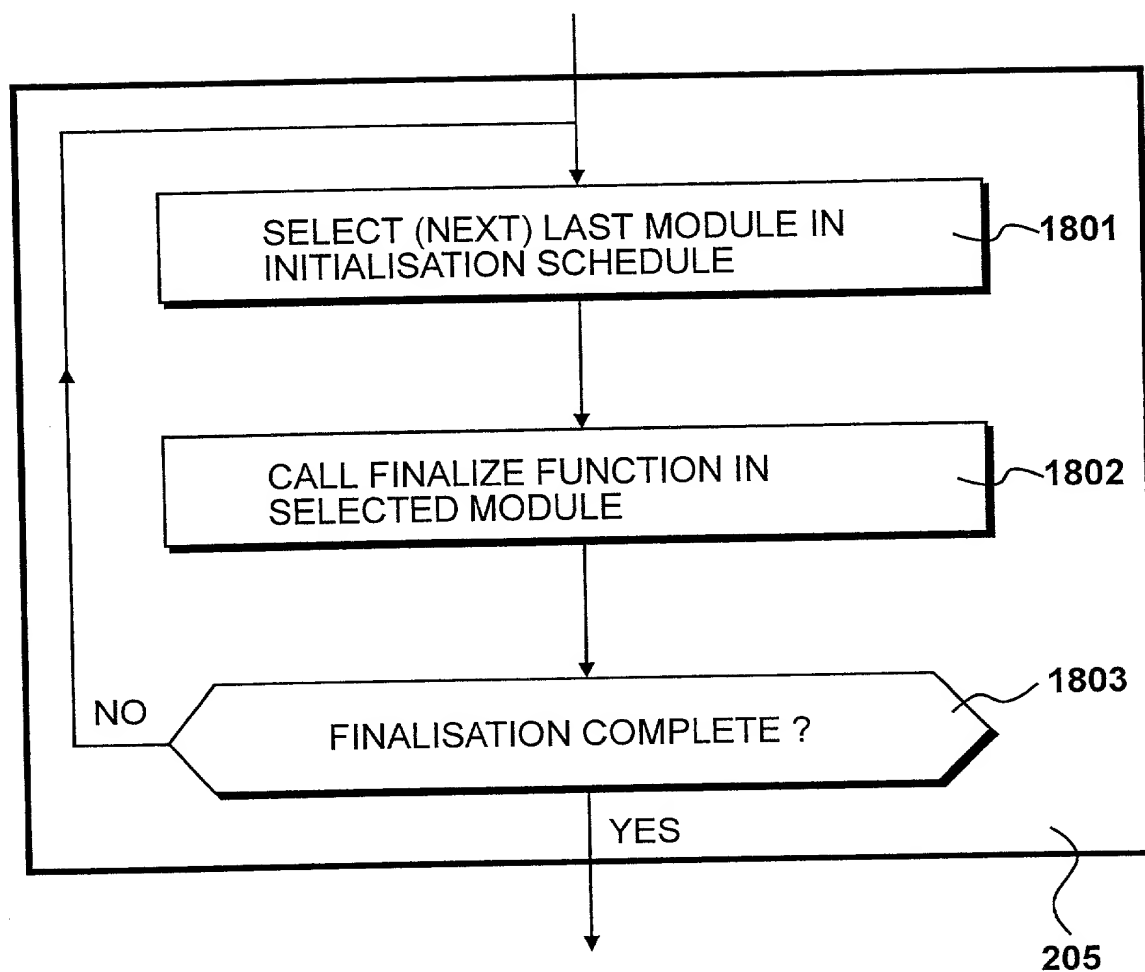 SELECT (NEXT) LAST MODULE IN
INITIALISATION SCHEDULE
1801
CALL FINALIZE FUNCTION IN
SELECTED MODULE
1802
1803
NO
FINALISATION COMPLETE ?
YES
205